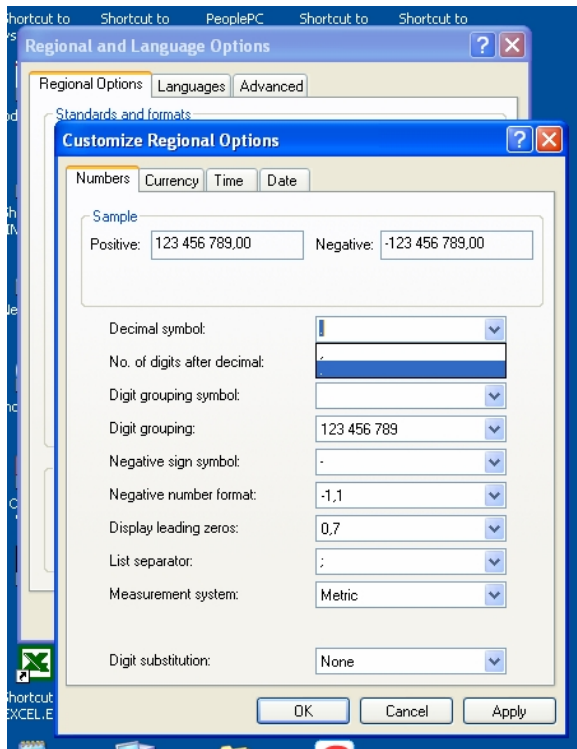 Shortcut to Shortcut to PeoplePC Shortcut to Shortcut to
Regional and Language Options
Regional Options Languages Advanced
Standards and formats
Customize Regional Options
Numbers Currency Time Date
Sample
Positive: 123 456 789,00 Negative: -123 456 789,00
Decimal symbol: .
,
.
No. of digits after decimal:
Digit grouping symbol:
Digit grouping: 123 456 789
Negative sign symbol: -
Negative number format: -1,1
Display leading zeros: 0,7
List separator: ;
Measurement system: Metric
Digit substitution: None
Shortcut
EXCEL.E
OK Cancel Apply